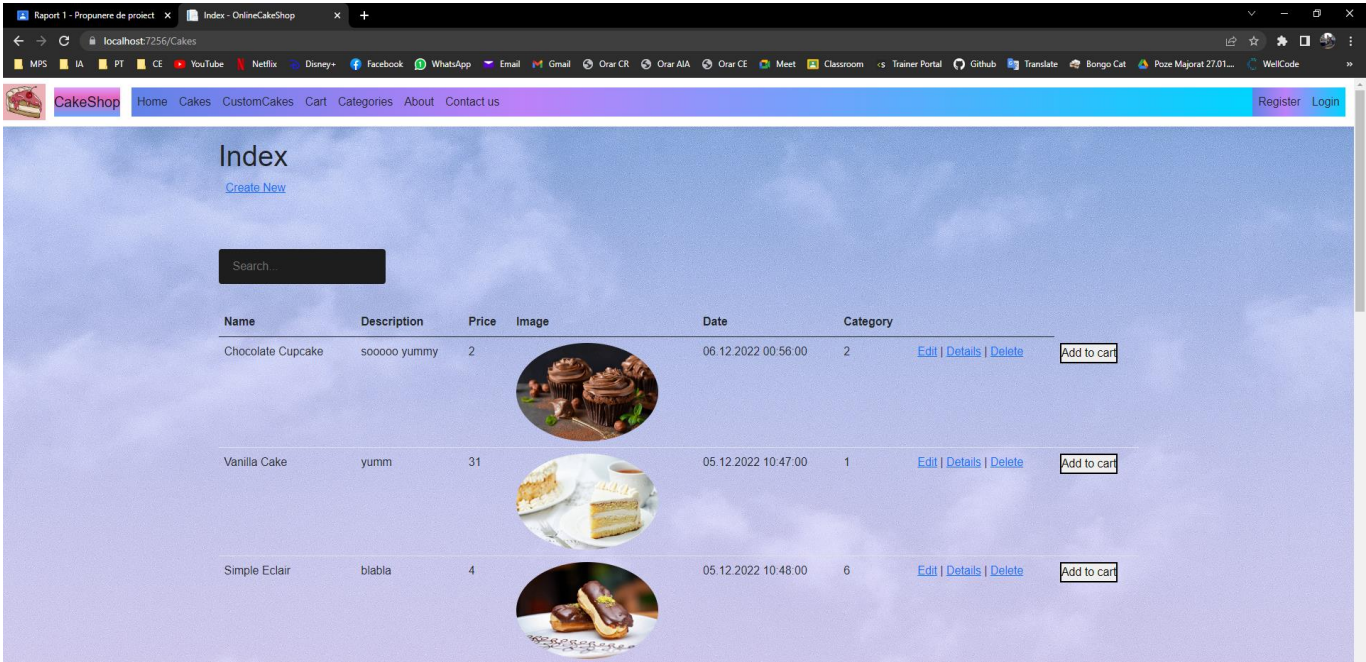 Raport 1 - Propunere de proiect
Index - OnlineCakeShop
localhost:7256/Cakes
MPS IA PT CE YouTube Netflix Disney+ Facebook WhatsApp Email Gmail Orar CR Orar AIA Orar CE Meet Classroom Trainer Portal Github Translate Bongo Cat Poze Majorat 27.01.... WellCode »
CakeShop Home Cakes CustomCakes Cart Categories About Contact us Register Login
Index
Create New
Search...
Name Description Price Image Date Category
Chocolate Cupcake sooooo yummy 2 06.12.2022 00:56:00 2 Edit | Details | Delete Add to cart
Vanilla Cake yumm 31 05.12.2022 10:47:00 1 Edit | Details | Delete Add to cart
Simple Eclair blabla 4 05.12.2022 10:48:00 6 Edit | Details | Delete Add to cart